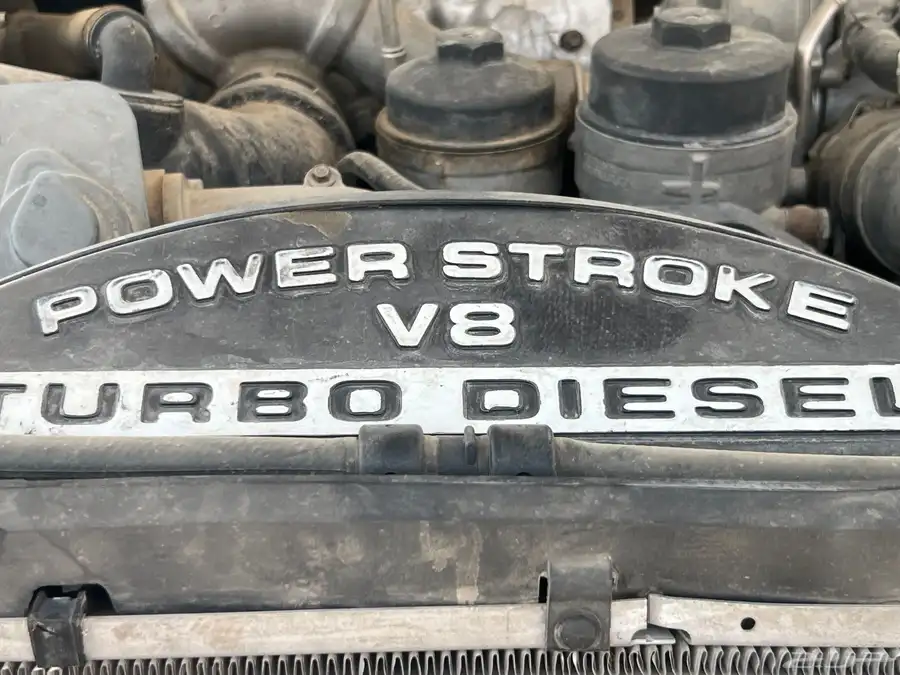 POWER STROKE
V8
TURBO DIESEL